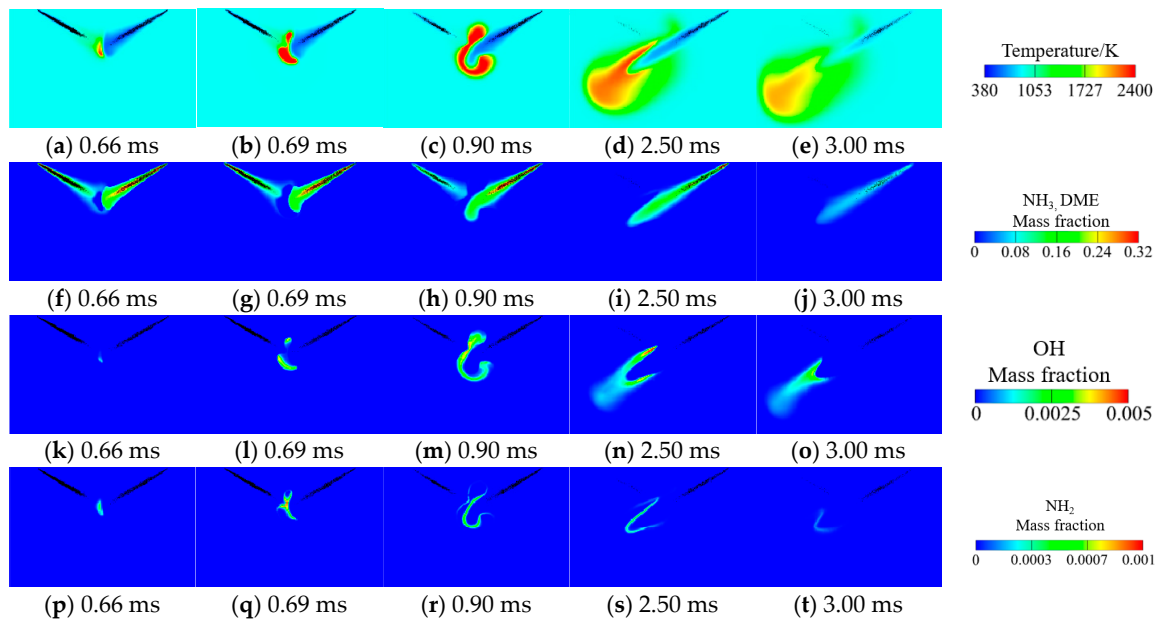 Temperature/K
380 1053 1727 2400
(a) 0.66 ms (b) 0.69 ms (c) 0.90 ms (d) 2.50 ms (e) 3.00 ms
NH₃, DME
Mass fraction
0 0.08 0.16 0.24 0.32
(f) 0.66 ms (g) 0.69 ms (h) 0.90 ms (i) 2.50 ms (j) 3.00 ms
OH
Mass fraction
0 0.0025 0.005
(k) 0.66 ms (l) 0.69 ms (m) 0.90 ms (n) 2.50 ms (o) 3.00 ms
NH₂
Mass fraction
0 0.0003 0.0007 0.001
(p) 0.66 ms (q) 0.69 ms (r) 0.90 ms (s) 2.50 ms (t) 3.00 ms